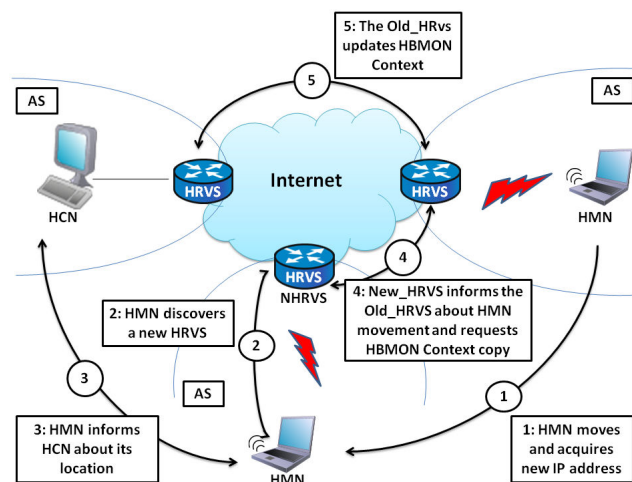 5: The Old_HRvs
updates HBMON
Context
5
AS
AS
HCN
HRVS
Internet
HRVS
HMN
NHRVS
4
2: HMN discovers
a new HRVS
4: New_HRVS informs the
Old_HRVS about HMN
movement and requests
HBMON Context copy
2
3
AS
1
3: HMN informs
HCN about its
location
1: HMN moves
and acquires
new IP address
HMN